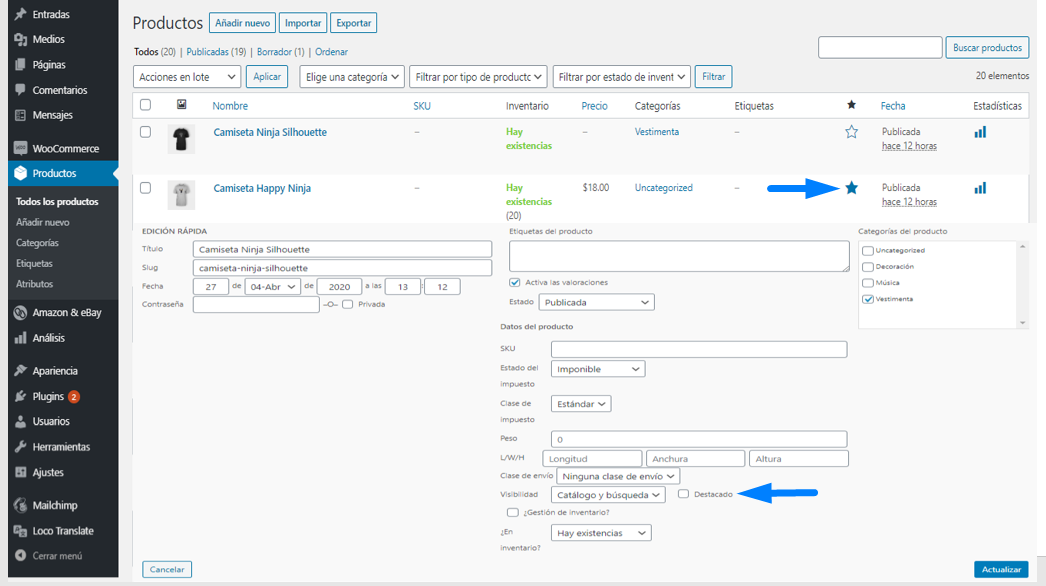 Entradas
Medios
Páginas
Comentarios
Mensajes
WooCommerce
Productos
Todos los productos
Añadir nuevo
Categorías
Etiquetas
Atributos
Amazon & eBay
Análisis
Apariencia
Plugins 2
Usuarios
Herramientas
Ajustes
Mailchimp
Loco Translate
Cerrar menú
Productos Añadir nuevo Importar Exportar
Todos (20) | Publicadas (19) | Borrador (1) | Ordenar
Buscar productos
Acciones en lote Aplicar Elige una categoría Filtrar por tipo de producto Filtrar por estado de invent Filtrar 20 elementos
Nombre SKU Inventario Precio Categorías Etiquetas ★ Fecha Estadísticas
Camiseta Ninja Silhouette – Hay existencias – Vestimenta – Publicada
hace 12 horas
Camiseta Happy Ninja – Hay existencias (20) $18.00 Uncategorized – Publicada
hace 12 horas
EDICIÓN RÁPIDA
Título Camiseta Ninja Silhouette
Slug camiseta-ninja-silhouette
Fecha 27 de 04-Abr de 2020 a las 13 : 12
Contraseña –O– Privada
Etiquetas del producto
Activa las valoraciones
Estado Publicada
Datos del producto
SKU
Estado del impuesto Imponible
Clase de impuesto Estándar
Peso 0
L/W/H Longitud Anchura Altura
Clase de envío Ninguna clase de envío
Visibilidad Catálogo y búsqueda Destacado
¿Gestión de inventario?
¿En inventario? Hay existencias
Categorías del producto
Uncategorized
Decoración
Música
Vestimenta
Cancelar Actualizar